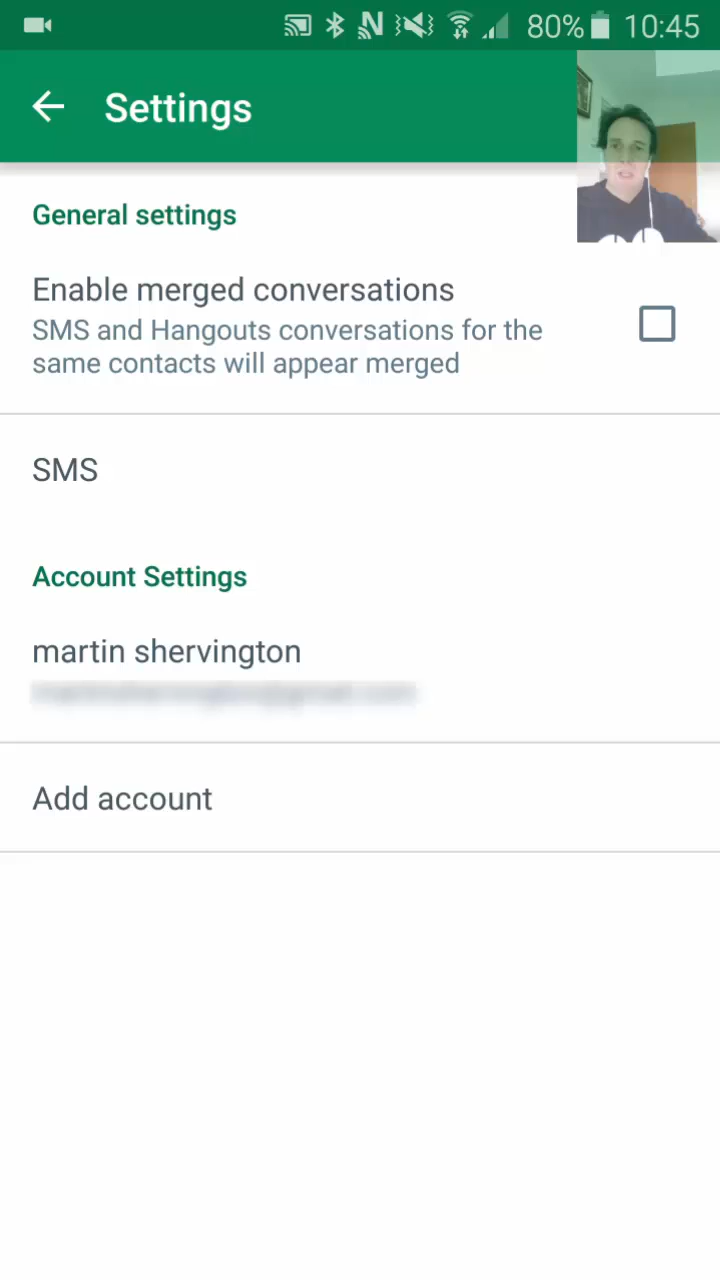 80% 10:45
Settings
General settings
Enable merged conversations
SMS and Hangouts conversations for the
same contacts will appear merged
SMS
Account Settings
martin shervington
Add account